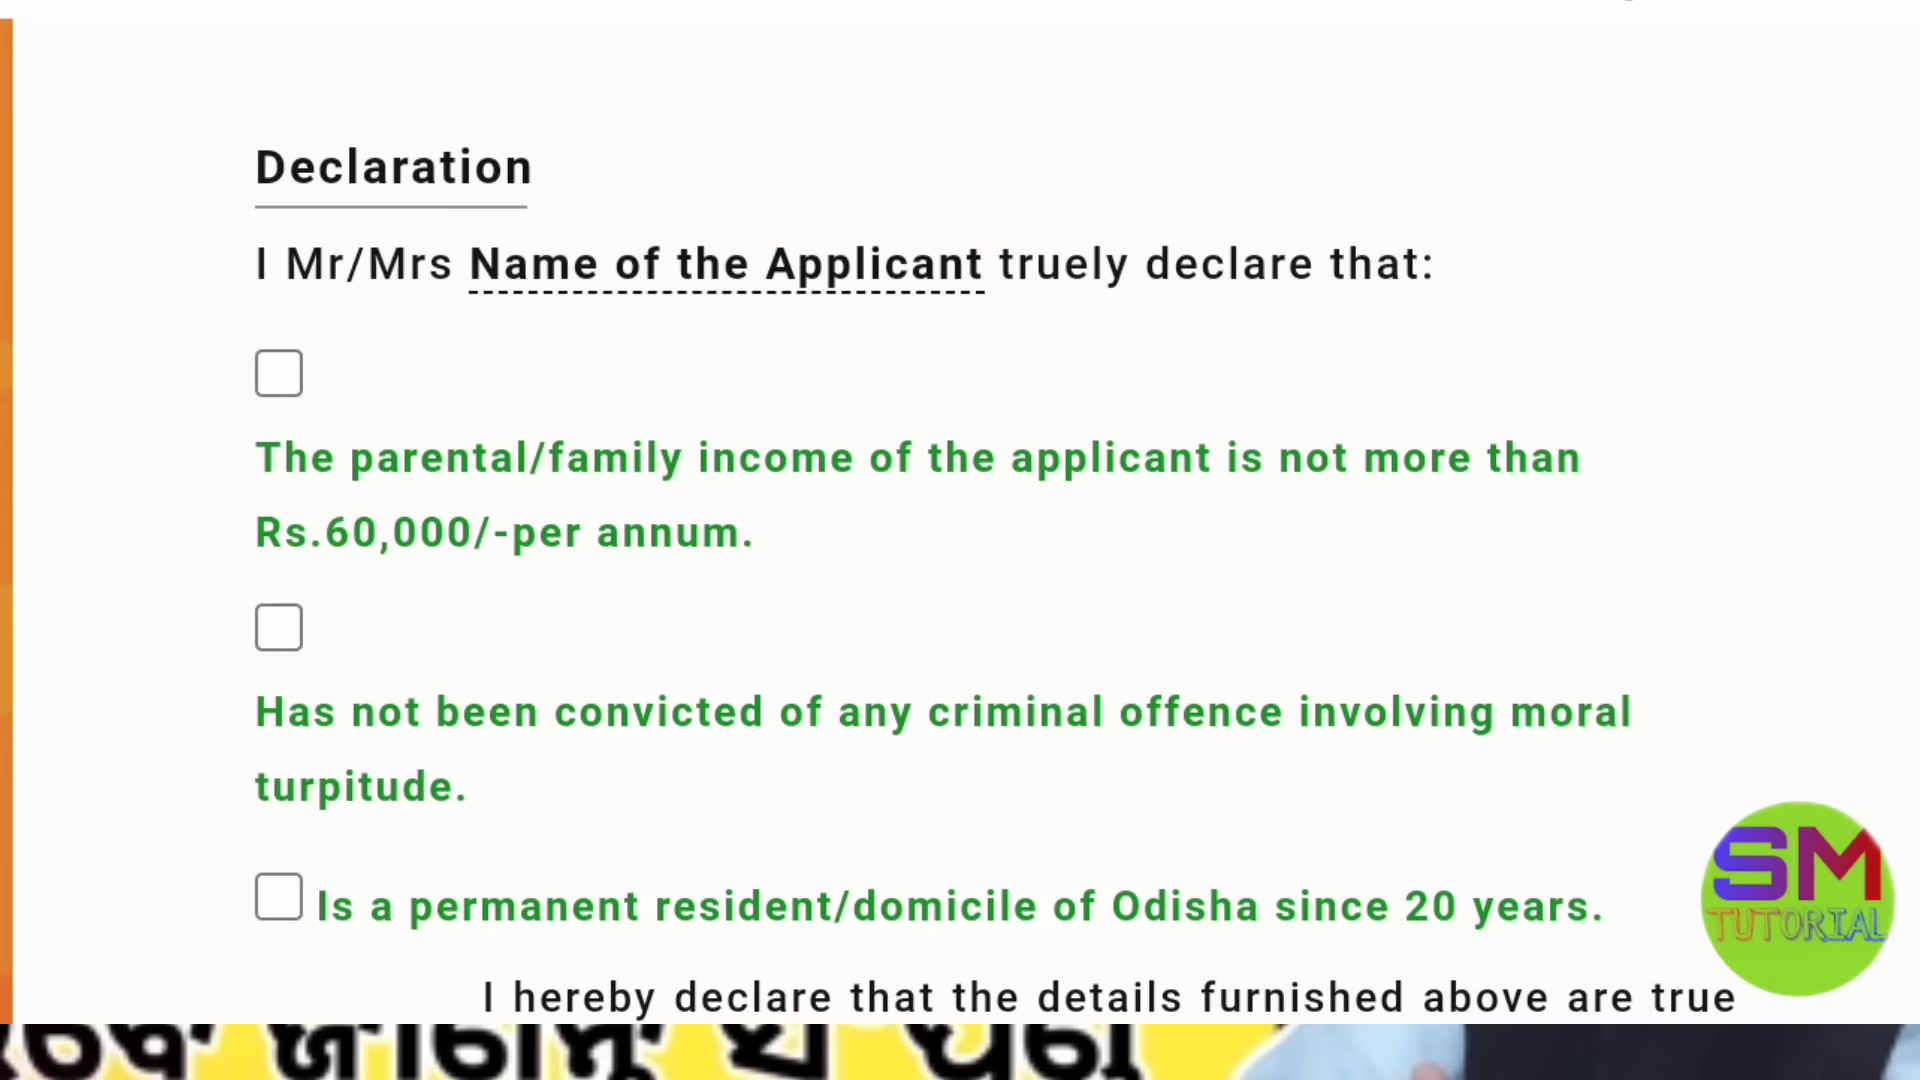 Declaration
I Mr/Mrs Name of the Applicant truely declare that:
The parental/family income of the applicant is not more than
Rs.60,000/-per annum.
Has not been convicted of any criminal offence involving moral
turpitude.
Is a permanent resident/domicile of Odisha since 20 years.
I hereby declare that the details furnished above are true
SM
TUTORIAL